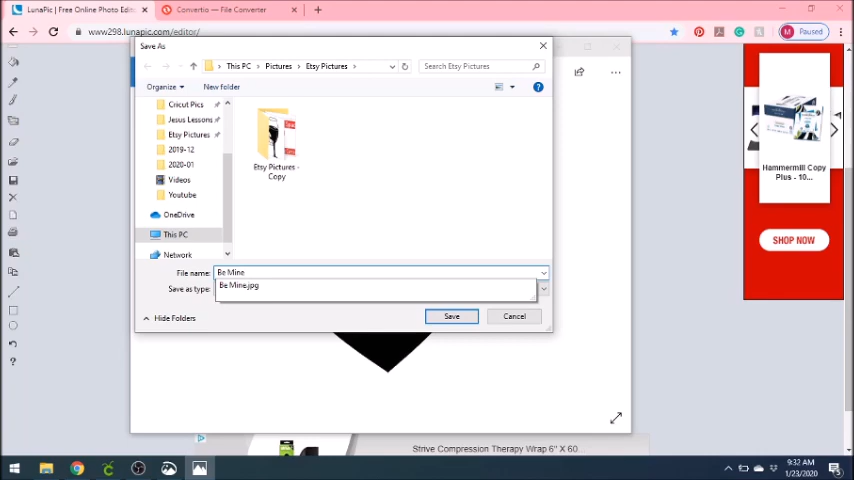 LunaPic | Free Online Photo Edito
Convertio — File Converter
www298.lunapic.com/editor/
Paused
Save As
This PC > Pictures > Etsy Pictures >
Search Etsy Pictures
Organize
New folder
Cricut Pics
Jesus Lessons
Etsy Pictures
2019-12
2020-01
Videos
Youtube
OneDrive
This PC
Network
Etsy Pictures -
Copy
File name: Be Mine
Be Mine.jpg
Save as type:
Hide Folders
Save
Cancel
Hammermill Copy
Plus - 10...
SHOP NOW
Strive Compression Therapy Wrap 6" X 60...
9:32 AM
1/23/2020